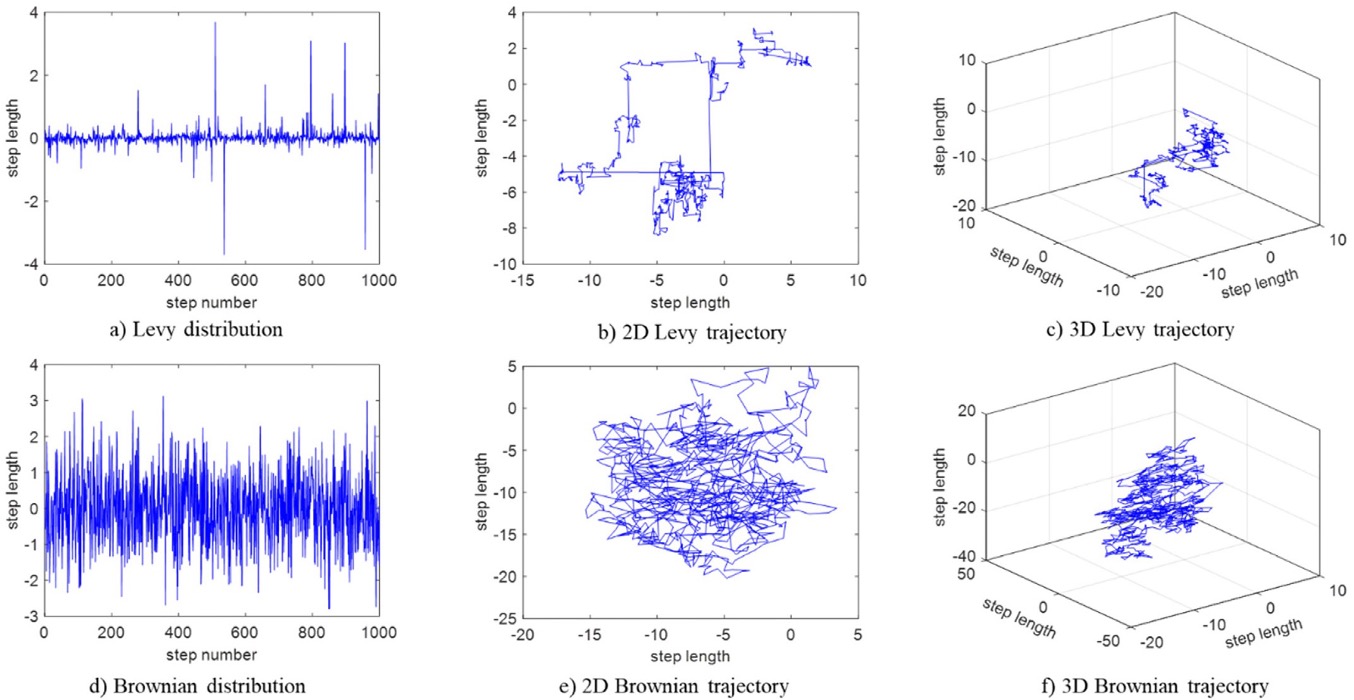 4
2
0
-2
-4
step length
0 200 400 600 800 1000
step number
a) Levy distribution
4
2
0
-2
-4
-6
-8
-10
step length
-15 -10 -5 0 5 10
step length
b) 2D Levy trajectory
10
0
-10
-20
step length
10 0 -10
step length
-20 -10 0 10
step length
c) 3D Levy trajectory
4
3
2
1
0
-1
-2
-3
step length
0 200 400 600 800 1000
step number
d) Brownian distribution
5
0
-5
-10
-15
-20
-25
step length
-20 -15 -10 -5 0 5
step length
e) 2D Brownian trajectory
20
0
-20
-40
step length
50 0 -50
step length
-20 -10 0 10
step length
f) 3D Brownian trajectory